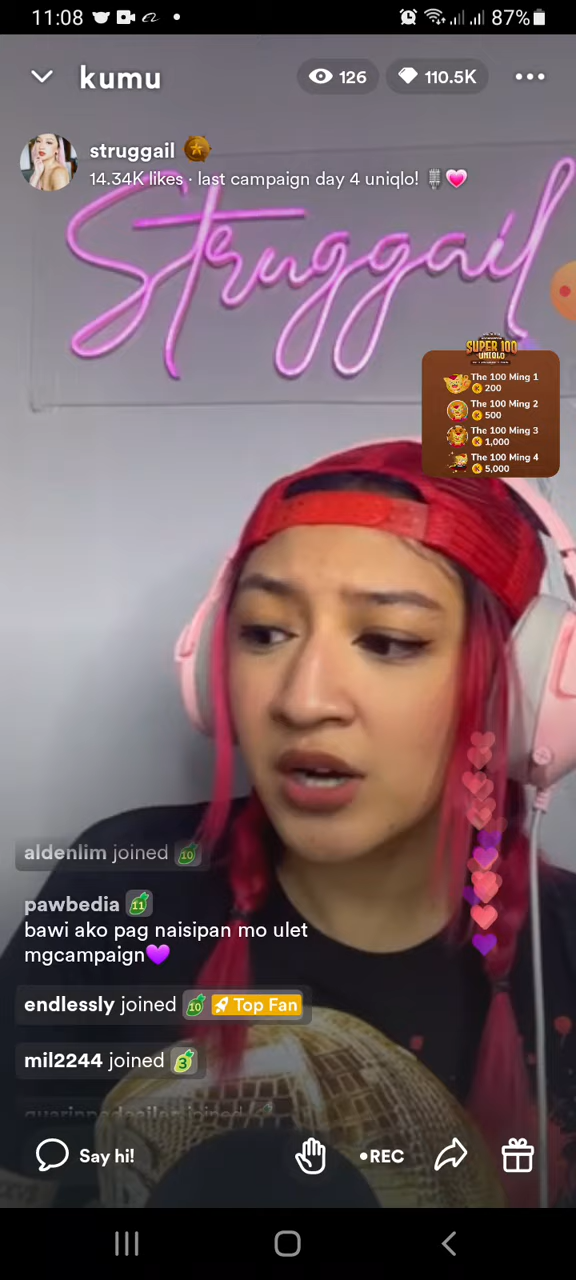 11:08
87%
kumu
126
110.5K
struggail
14.34K likes · last campaign day 4 uniqlo!
Struggail
SUPER 100
UNIQLO
The 100 Ming 1
200
The 100 Ming 2
500
The 100 Ming 3
1,000
The 100 Ming 4
5,000
aldenlim joined 10
pawbedia 11
bawi ako pag naisipan mo ulet
mgcampaign💜
endlessly joined 10 Top Fan
mil2244 joined 3
Say hi!
•REC